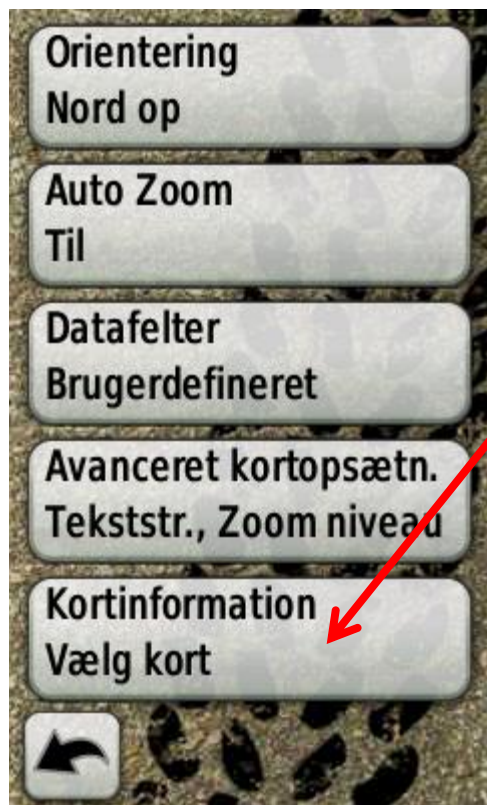 Orientering
Nord op
Auto Zoom
Til
Datafelter
Brugerdefineret
Avanceret kortopsætn.
Tekststr., Zoom niveau
Kortinformation
Vælg kort